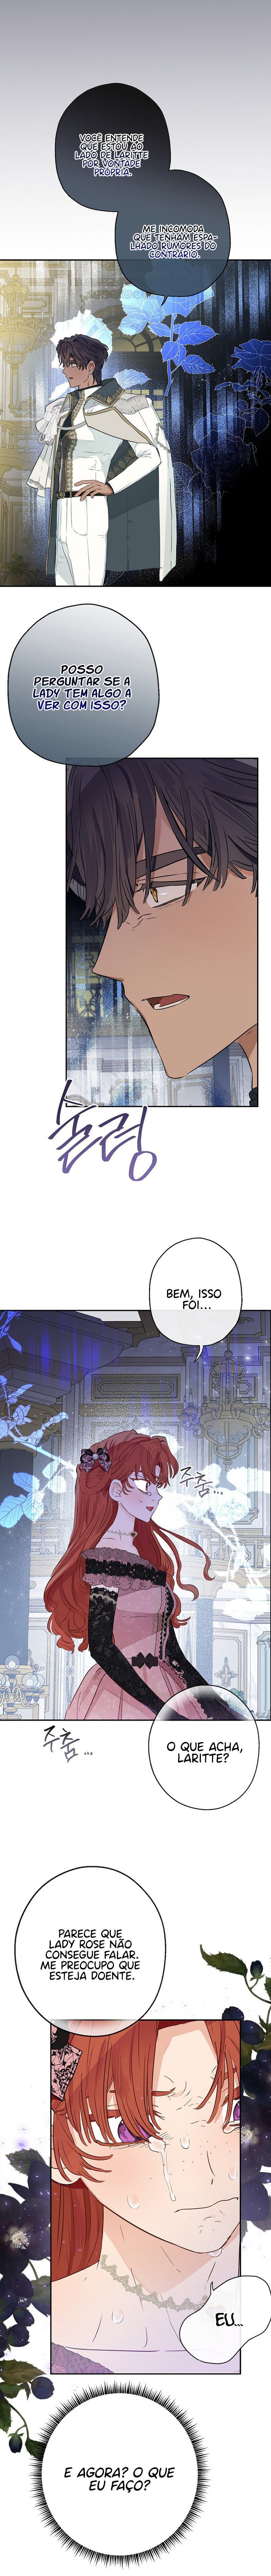 VOCÊ ENTENDE
QUE ESTOU AO
LADO DE LARITTE
POR VONTADE
PRÓPRIA.
ME INCOMODA
QUE TENHAM ESPA-
LHADO RUMORES DO
CONTRÁRIO.
POSSO
PERGUNTAR SE A
LADY TEM ALGO A
VER COM ISSO?
술렁
BEM, ISSO
FOI...
주춤...
주춤...
O QUE ACHA,
LARITTE?
PARECE QUE
LADY ROSE NÃO
CONSEGUE FALAR.
ME PREOCUPO QUE
ESTEJA DOENTE.
EU...
E AGORA? O QUE
EU FAÇO?